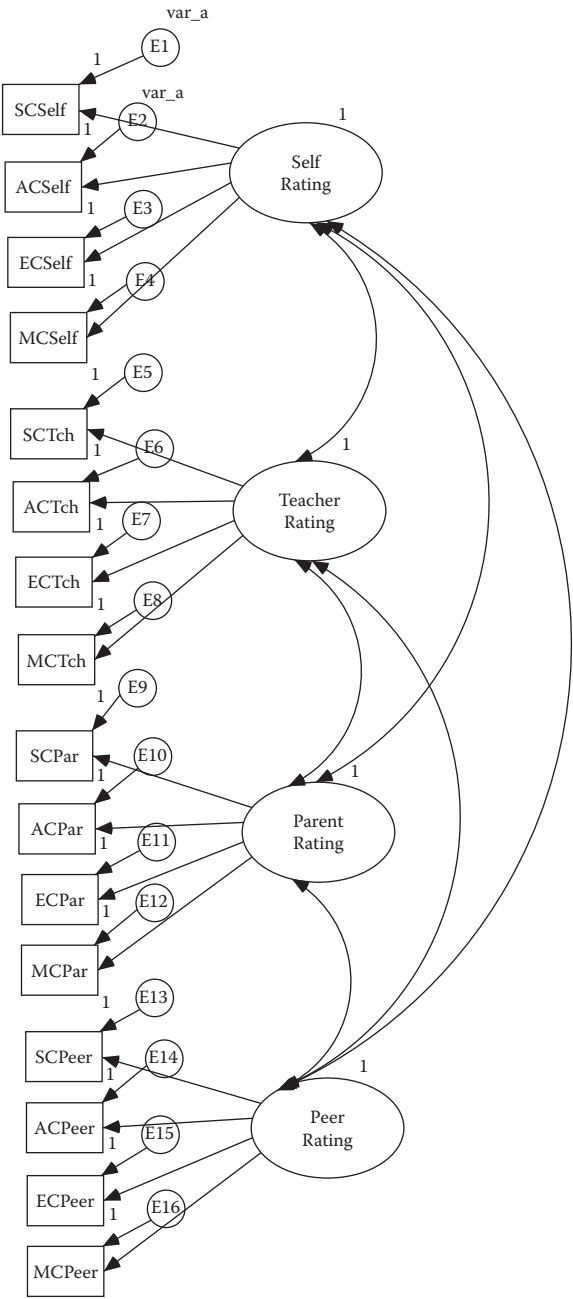 var_a
E1
1
SCSelf
var_a
1
E2
1
Self
Rating
ACSelf
1
E3
ECSelf
1
E4
MCSelf
1
E5
SCTch
1
E6
1
Teacher
Rating
ACTch
1
E7
ECTch
1
E8
MCTch
1
E9
SCPar
1
E10
1
Parent
Rating
ACPar
1
E11
ECPar
1
E12
MCPar
1
E13
SCPeer
1
E14
1
Peer
Rating
ACPeer
1
E15
ECPeer
1
E16
MCPeer